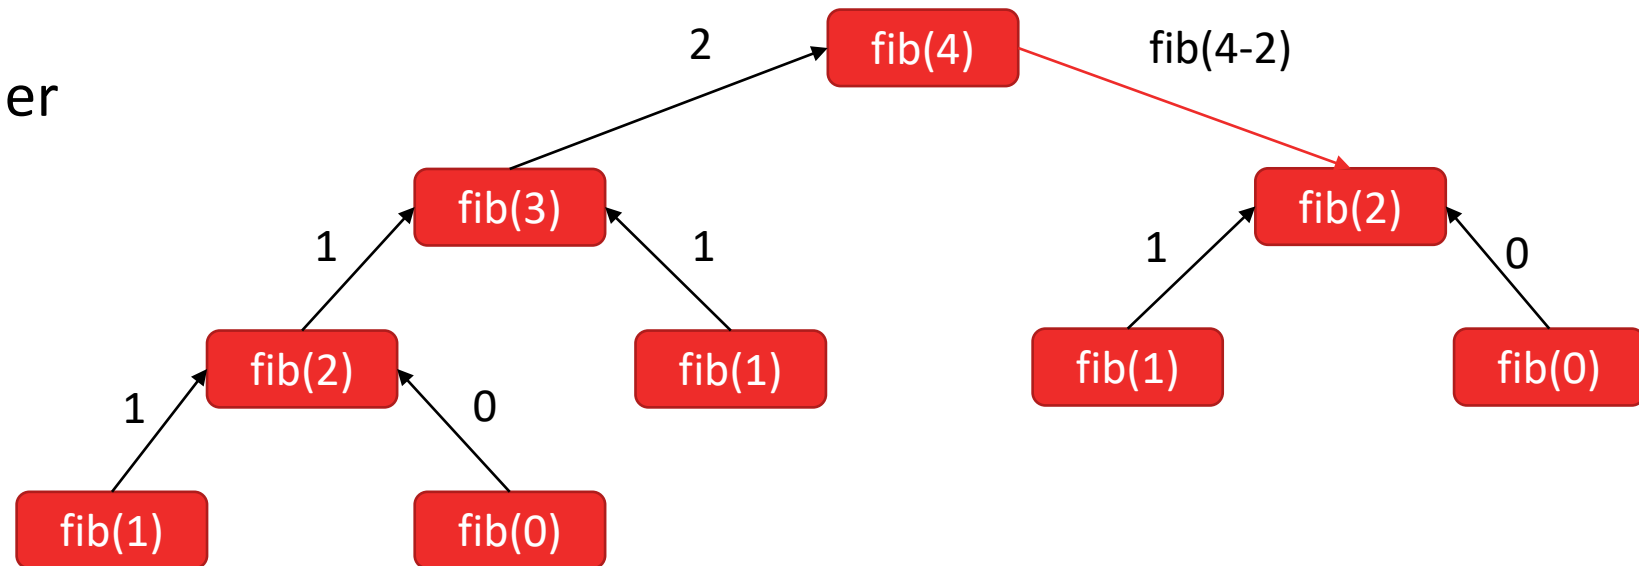 2 fib(4) fib(4-2)
er
fib(3) fib(2)
1 1 1 0
fib(2) fib(1) fib(1) fib(0)
1 0
fib(1) fib(0)